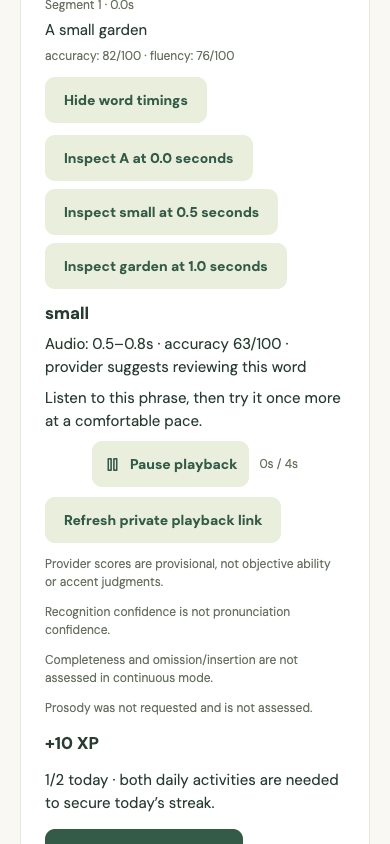 Segment 1 · 0.0s
A small garden
accuracy: 82/100 · fluency: 76/100
Hide word timings
Inspect A at 0.0 seconds
Inspect small at 0.5 seconds
Inspect garden at 1.0 seconds
small
Audio: 0.5–0.8s · accuracy 63/100 ·
provider suggests reviewing this word
Listen to this phrase, then try it once more
at a comfortable pace.
Pause playback 0s / 4s
Refresh private playback link
Provider scores are provisional, not objective ability
or accent judgments.
Recognition confidence is not pronunciation
confidence.
Completeness and omission/insertion are not
assessed in continuous mode.
Prosody was not requested and is not assessed.
+10 XP
1/2 today · both daily activities are needed
to secure today’s streak.